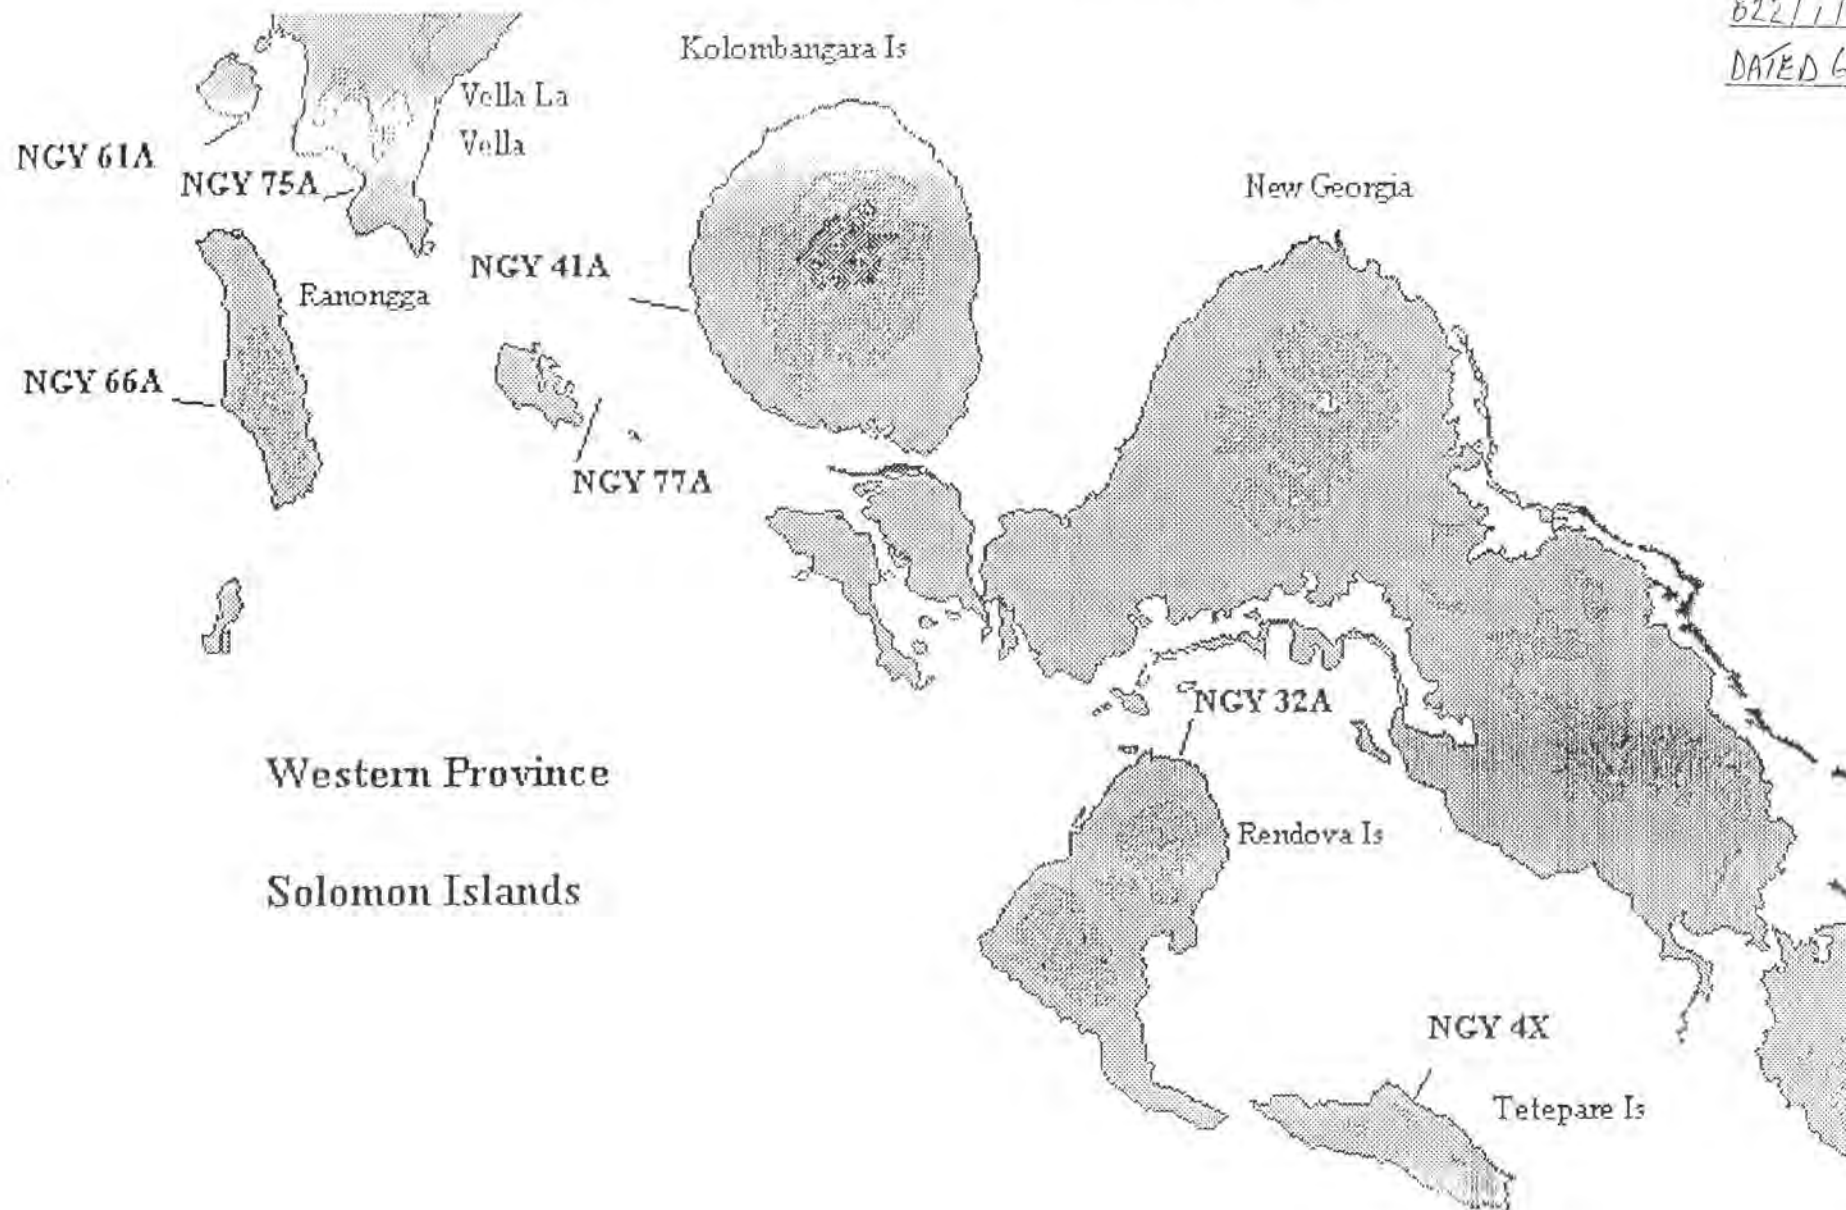 DATED
Kolombangara Is
Vella La
Vella
NGY 61A
NGY 75A
New Georgia
NGY 41A
Ranongga
NGY 66A
NGY 77A
NGY 32A
Western Province
Rendova Is
Solomon Islands
NGY 4X
Tetepare Is